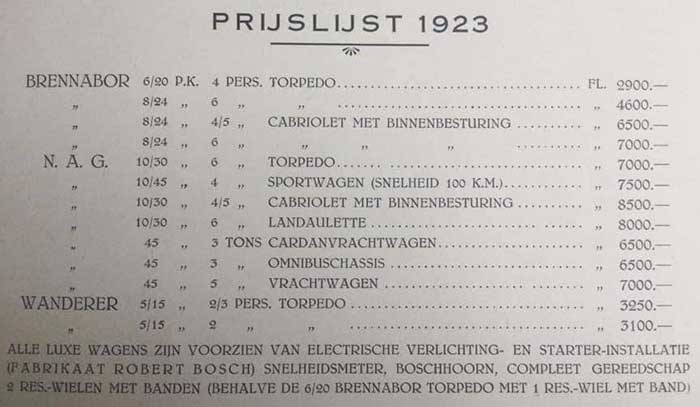 PRIJSLIJST 1923
BRENNABOR 6/20 P.K. 4 PERS. TORPEDO FL. 2900.—
„ 8/24 „ 6 „ „ „ 4600.—
„ 8/24 „ 4/5 „ CABRIOLET MET BINNENBESTURING „ 6500.—
„ 8/24 „ 6 „ „ „ „ „ 7000.—
N. A. G. 10/30 „ 6 „ TORPEDO „ 7000.—
„ 10/45 „ 4 „ SPORTWAGEN (SNELHEID 100 K.M.) „ 7500.—
„ 10/30 „ 4/5 „ CABRIOLET MET BINNENBESTURING „ 8500.—
„ 10/30 „ 6 „ LANDAULETTE „ 8000.—
„ 45 „ 3 TONS CARDANVRACHTWAGEN „ 6500.—
„ 45 „ 3 „ OMNIBUSCHASSIS „ 6500.—
„ 45 „ 5 „ VRACHTWAGEN „ 7000.—
WANDERER 5/15 „ 2/3 PERS. TORPEDO „ 3250.—
„ 5/15 „ 2 „ „ „ 3100.—
ALLE LUXE WAGENS ZIJN VOORZIEN VAN ELECTRISCHE VERLICHTING- EN STARTER-INSTALLATIE
(FABRIKAAT ROBERT BOSCH) SNELHEIDSMETER, BOSCHHOORN, COMPLEET GEREEDSCHAP
2 RES.-WIELEN MET BANDEN (BEHALVE DE 6/20 BRENNABOR TORPEDO MET 1 RES.-WIEL MET BAND)